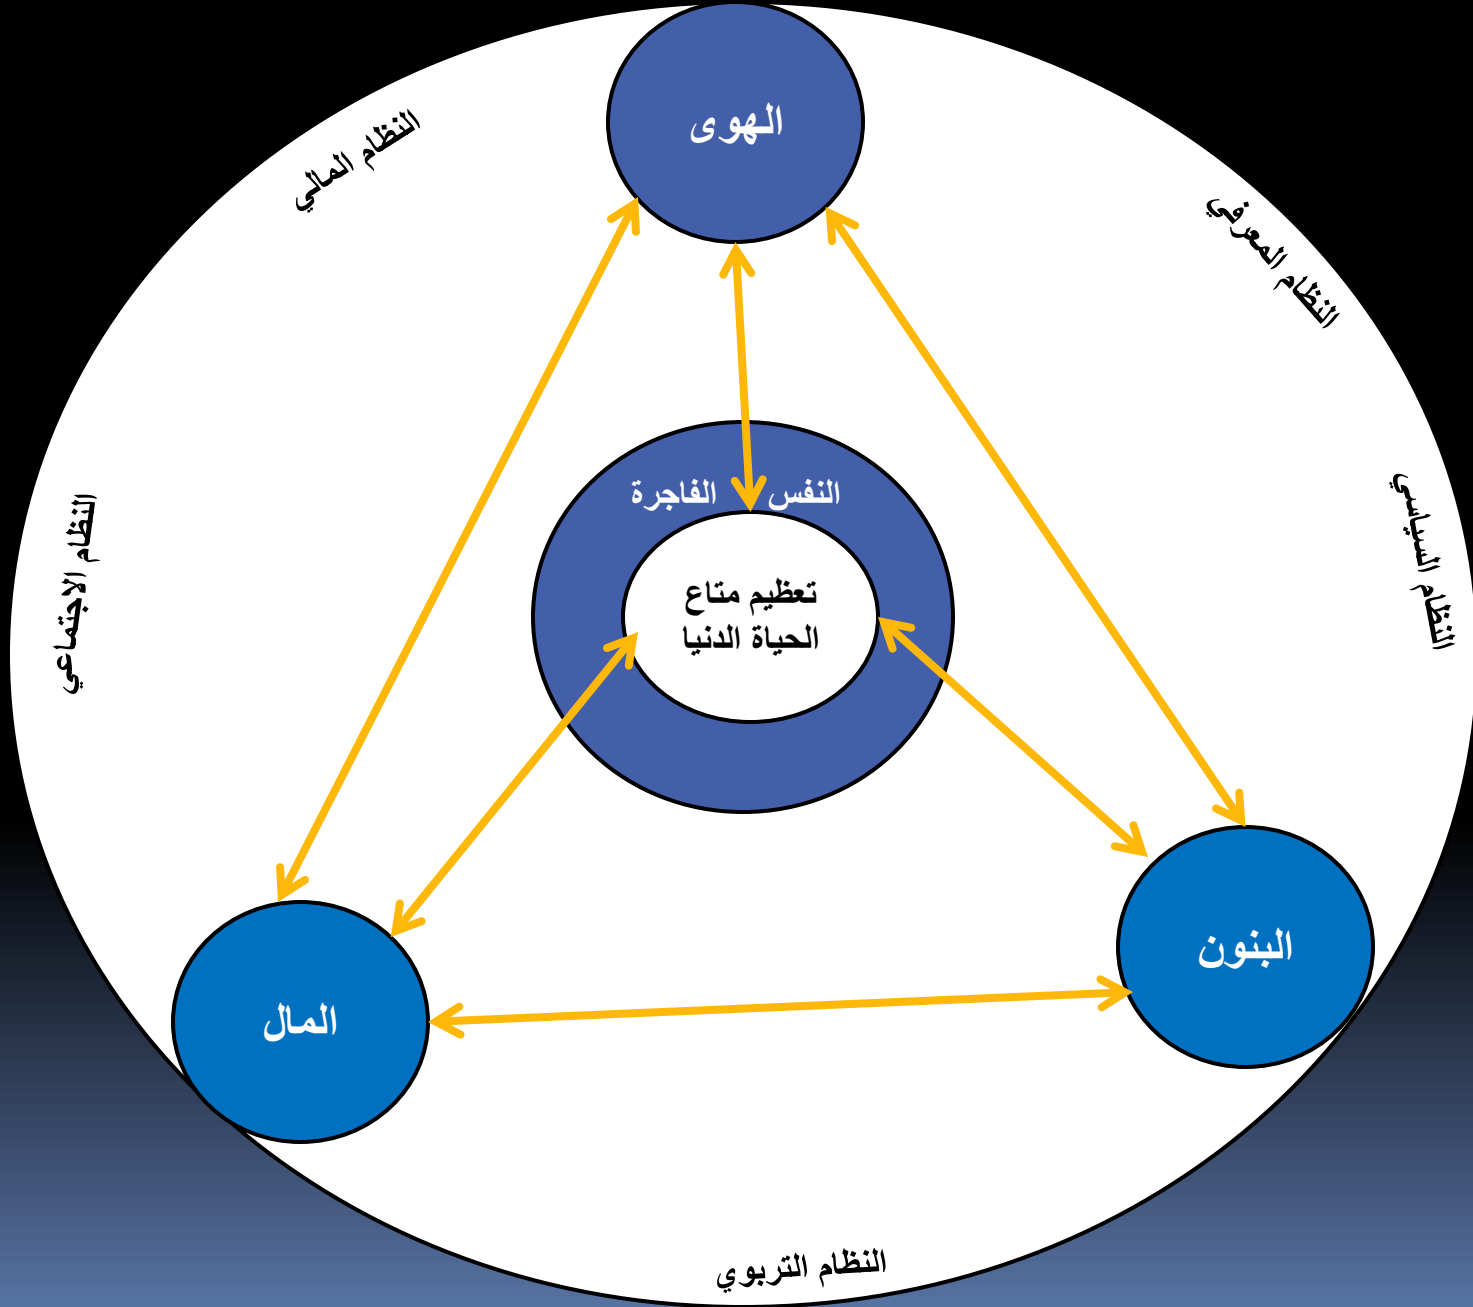 الهوى
النظام المالي
النظام المعرفي
النفس الفاجرة
النظام السياسي
النظام الاجتماعي
تعظيم متاع
الحياة الدنيا
البنون
المال
النظام التربوي